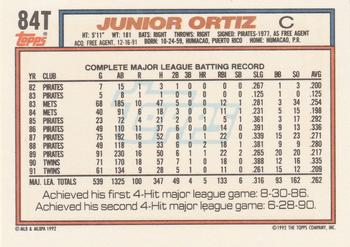 84T
Topps
JUNIOR ORTIZ C
HT: 5'11" WT: 181 BATS: RIGHT THROWS: RIGHT SIGNED: PIRATES-1977, AS FREE AGENT
ACQ: FREE AGENT, 12-16-91 BORN: 10-24-59, HUMACAO, PUERTO RICO HOME: HUMACAO, P.R.
COMPLETE MAJOR LEAGUE BATTING RECORD
YR CLUB G AB R H 2B 3B HR RBI SB SLG BB SO AVG
82 PIRATES 7 15 1 3 1 0 0 0 0 .267 1 3 .200
83 PIRATES 5 8 1 1 0 0 0 0 0 .125 1 0 .125
83 METS 68 185 10 47 5 0 0 12 1 .281 3 34 .254
84 METS 40 91 6 18 3 0 0 11 1 .231 5 15 .198
85 PIRATES 23 72 4 21 2 0 1 5 1 .361 3 17 .292
86 PIRATES 49 110 11 37 6 0 0 14 0 .391 9 13 .336
87 PIRATES 75 192 16 52 8 1 1 22 0 .339 15 23 .271
88 PIRATES 49 118 8 33 6 0 2 18 1 .381 9 9 .280
89 PIRATES 91 230 16 50 6 1 1 22 2 .265 20 20 .217
90 TWINS 71 170 18 57 7 1 0 18 0 .388 12 16 .335
91 TWINS 61 134 9 28 5 1 0 11 0 .261 15 12 .209
MAJ. LEA. TOTALS 539 1325 100 347 49 4 5 133 6 .316 93 162 .262
Achieved his first 4-Hit major league game: 8-30-86.
Achieved his second 4-Hit major league game: 6-28-90.
©MLB & MLBPA 1992
©1992 THE TOPPS COMPANY, INC.